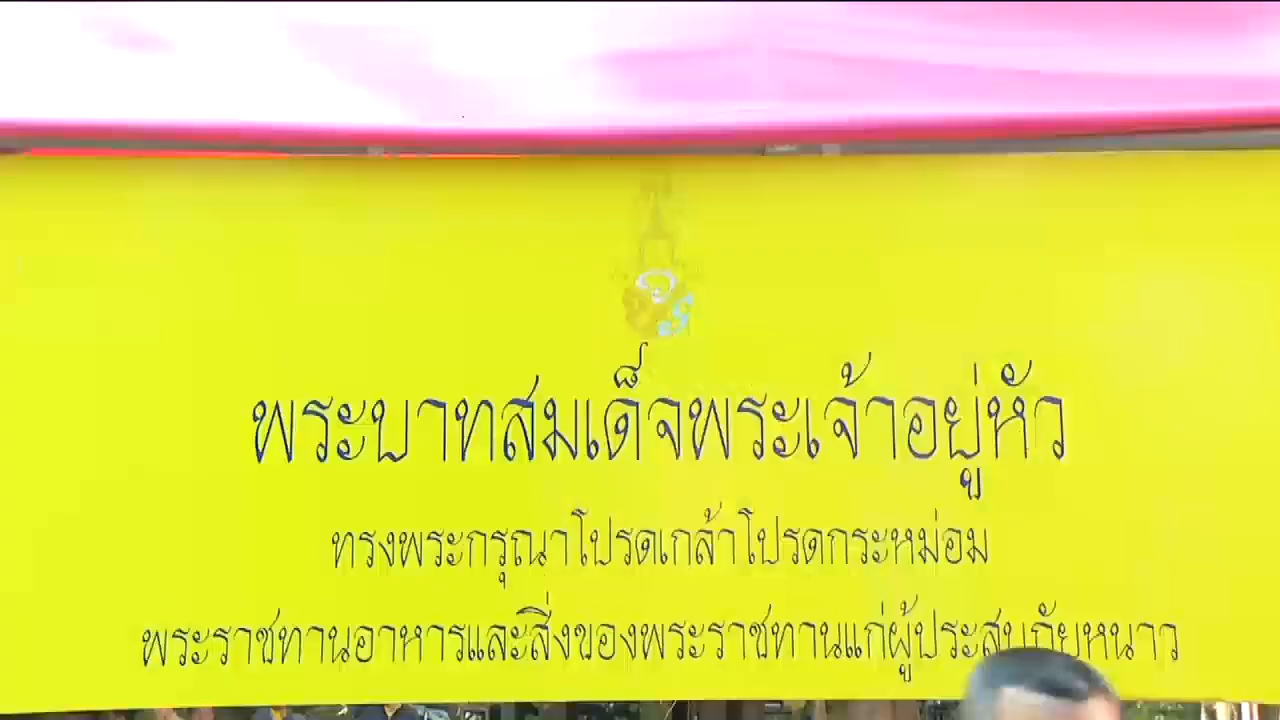 พระบาทสมเด็จพระเจ้าอยู่หัว
ทรงพระกรุณาโปรดเกล้าโปรดกระหม่อม
พระราชทานอาหารและสิ่งของพระราชทานแก่ผู้ประสบภัยหนาว